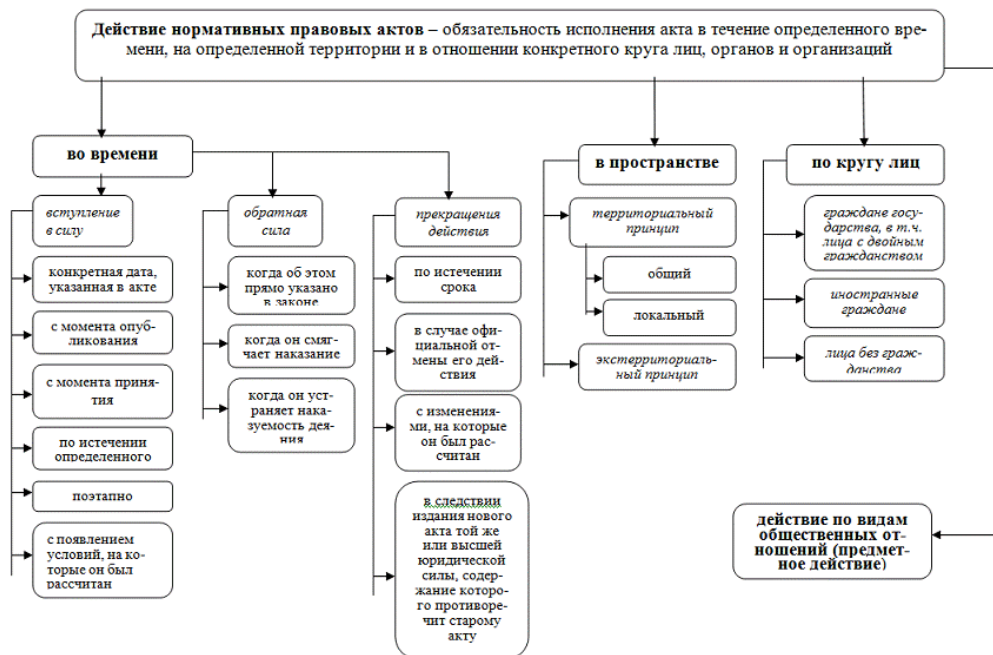 Действие нормативных правовых актов – обязательность исполнения акта в течение определенного вре-
мени, на определенной территории и в отношении конкретного круга лиц, органов и организаций
во времени
вступление
в силу
конкретная дата,
указанная в акте
с момента опуб-
ликования
с момента приня-
тия
по истечении
определенного
поэтапно
с появлением
условий, на ко-
торые он был
рассчитан
обратная
сила
когда об этом
прямо указано
в законе
когда он смяг-
чает наказание
когда он уст-
раняет нака-
зуемость дея-
ния
прекращения
действия
по истечении
срока
в случае офи-
циальной от-
мены его дей-
ствия
с изменения-
ми, на которые
он был рас-
считан
в следствии
издания нового
акта той же
или высшей
юридической
силы, содер-
жание которо-
го противоре-
чит старому
акту
в пространстве
территориальный
принцип
общий
локальный
экстерриториаль-
ный принцип
по кругу лиц
граждане госу-
дарства, в т.ч.
лица с двойным
гражданством
иностранные
граждане
лица без граж-
данства
действие по видам
общественных от-
ношений (предмет-
ное действие)